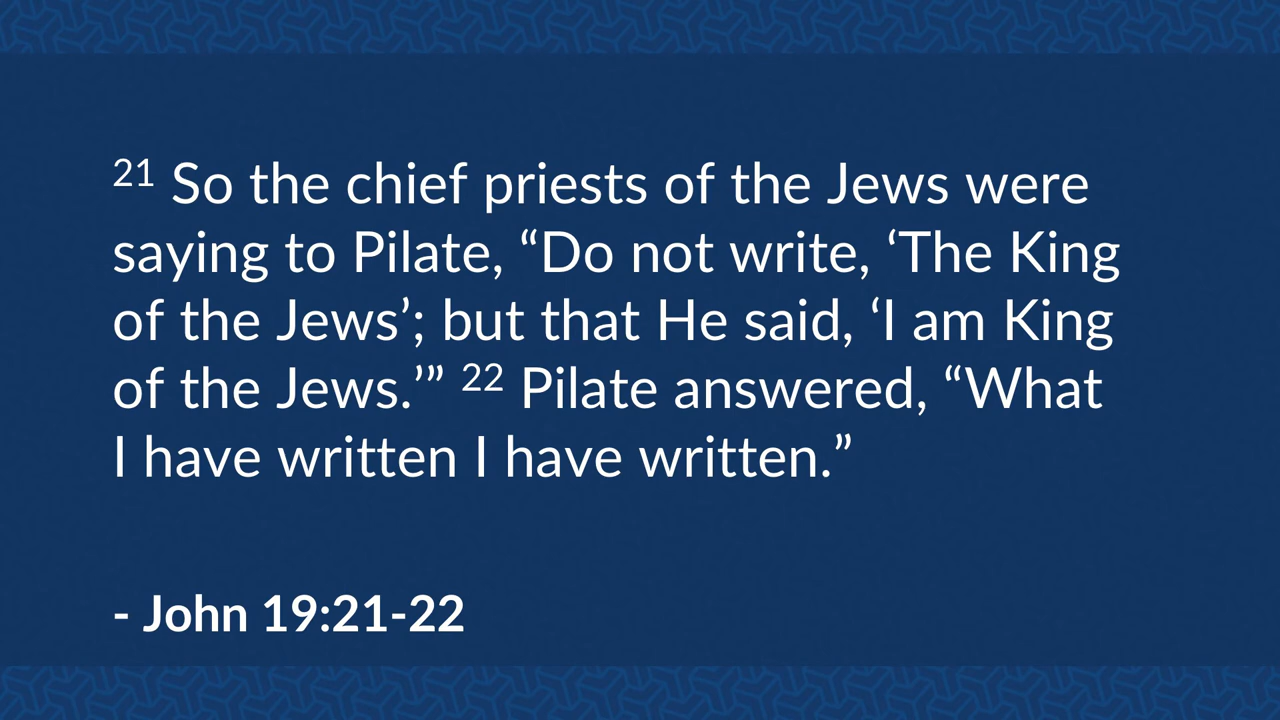 21 So the chief priests of the Jews were
saying to Pilate, “Do not write, ‘The King
of the Jews’; but that He said, ‘I am King
of the Jews.’” 22 Pilate answered, “What
I have written I have written.”
- John 19:21-22